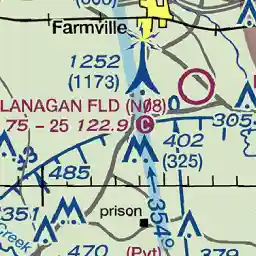 Farmville
1252
(1173)
LANAGAN FLD (N08)
75 - 25 122.9 C
305
402
(325)
485
351
prison
354°
Creek
470
(Pvt)
379